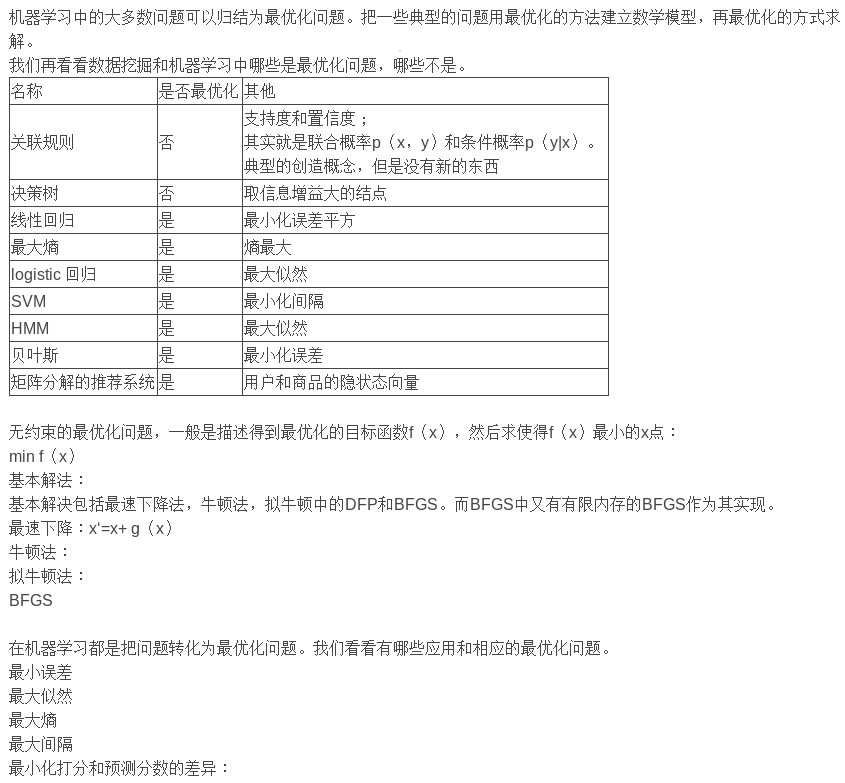 机器学习中的大多数问题可以归结为最优化问题。把一些典型的问题用最优化的方法建立数学模型，再最优化的方式求
解。
我们再看看数据挖掘和机器学习中哪些是最优化问题，哪些不是。
名称 是否最优化 其他
支持度和置信度；
关联规则 否 其实就是联合概率p（x，y）和条件概率p（y|x）。
典型的创造概念，但是没有新的东西
决策树 否 取信息增益大的结点
线性回归 是 最小化误差平方
最大熵 是 熵最大
logistic 回归 是 最大似然
SVM 是 最小化间隔
HMM 是 最大似然
贝叶斯 是 最小化误差
矩阵分解的推荐系统 是 用户和商品的隐状态向量
无约束的最优化问题，一般是描述得到最优化的目标函数f（x），然后求使得f（x）最小的x点：
min f（x）
基本解法：
基本解决包括最速下降法，牛顿法，拟牛顿中的DFP和BFGS。而BFGS中又有有限内存的BFGS作为其实现。
最速下降：x‘=x+ g（x）
牛顿法：
拟牛顿法：
BFGS
在机器学习都是把问题转化为最优化问题。我们看看有哪些应用和相应的最优化问题。
最小误差
最大似然
最大熵
最大间隔
最小化打分和预测分数的差异：